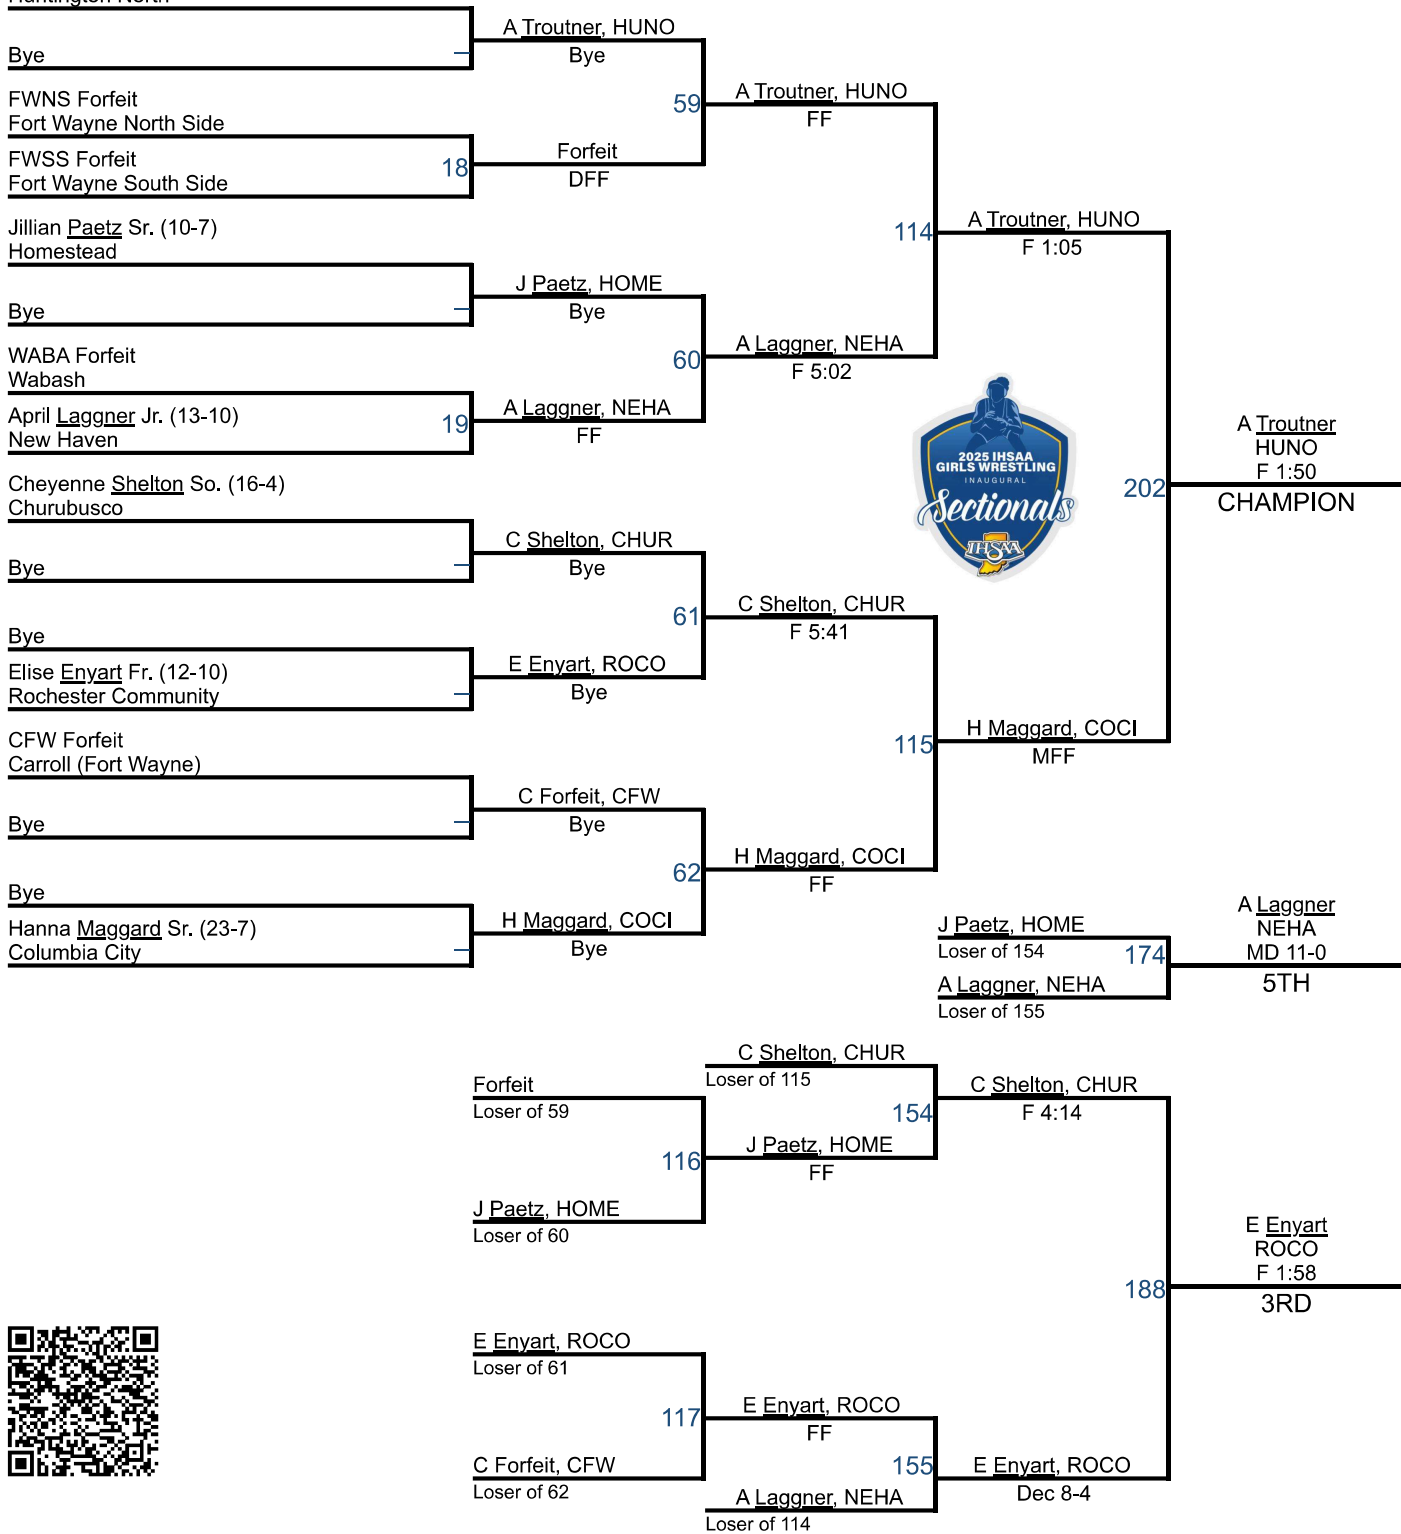 Huntington North
Bye
A Troutner, HUNO
Bye
FWNS Forfeit
Fort Wayne North Side
59
A Troutner, HUNO
FF
FWSS Forfeit
Fort Wayne South Side
18
Forfeit
DFF
Jillian Paetz Sr. (10-7)
Homestead
114
A Troutner, HUNO
F 1:05
Bye
J Paetz, HOME
Bye
WABA Forfeit
Wabash
60
A Laggner, NEHA
F 5:02
April Laggner Jr. (13-10)
New Haven
19
A Laggner, NEHA
FF
2025 IHSAA
GIRLS WRESTLING
INAUGURAL
Sectionals
IHSAA
202
A Troutner
HUNO
F 1:50
CHAMPION
Cheyenne Shelton So. (16-4)
Churubusco
Bye
C Shelton, CHUR
Bye
61
C Shelton, CHUR
F 5:41
Bye
Elise Enyart Fr. (12-10)
Rochester Community
E Enyart, ROCO
Bye
CFW Forfeit
Carroll (Fort Wayne)
115
H Maggard, COCI
MFF
Bye
C Forfeit, CFW
Bye
62
H Maggard, COCI
FF
Bye
Hanna Maggard Sr. (23-7)
Columbia City
H Maggard, COCI
Bye
J Paetz, HOME
Loser of 154
174
A Laggner, NEHA
Loser of 155
A Laggner
NEHA
MD 11-0
5TH
C Shelton, CHUR
Loser of 115
Forfeit
Loser of 59
154
C Shelton, CHUR
F 4:14
116
J Paetz, HOME
FF
J Paetz, HOME
Loser of 60
188
E Enyart
ROCO
F 1:58
3RD
E Enyart, ROCO
Loser of 61
117
E Enyart, ROCO
FF
C Forfeit, CFW
Loser of 62
155
E Enyart, ROCO
Dec 8-4
A Laggner, NEHA
Loser of 114